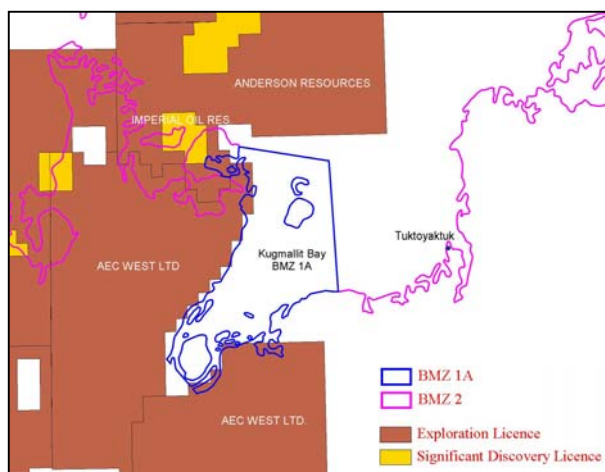 ANDERSON RESOURCES
IMPERIAL OIL RES
Tuktoyaktuk
Kugmallit Bay
BMZ 1A
AEC WEST LTD
BMZ 1A
BMZ 2
AEC WEST LTD.
Exploration Licence
Significant Discovery Licence